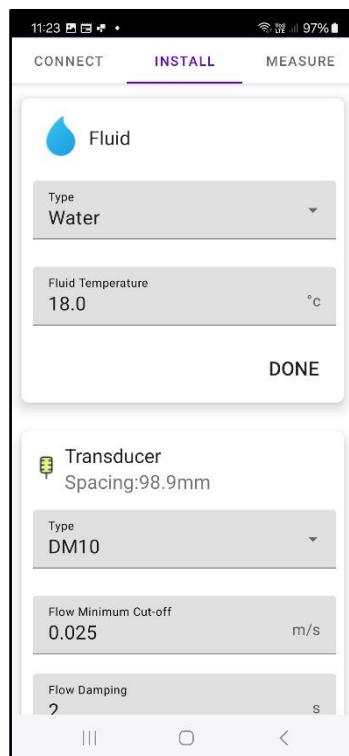 11:23
97%
CONNECT INSTALL MEASURE
Fluid
Type
Water
Fluid Temperature
18.0 °c
DONE
Transducer
Spacing:98.9mm
Type
DM10
Flow Minimum Cut-off
0.025 m/s
Flow Damping
2 s